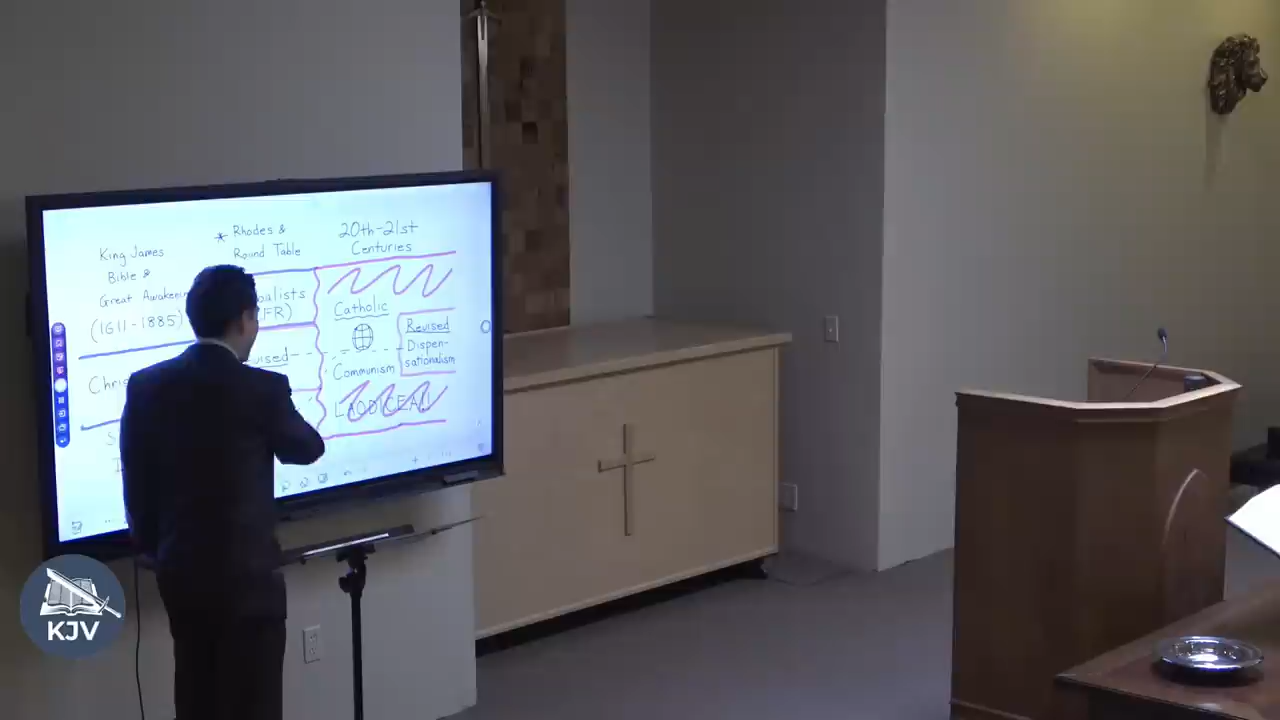 King James
Bible &
Great
(1611-1885)
* Rhodes &
Round Table
20th-21st
Centuries
Catholic
Communism
Revised
Dispen-
sationalism
LAODICEAN
KJV